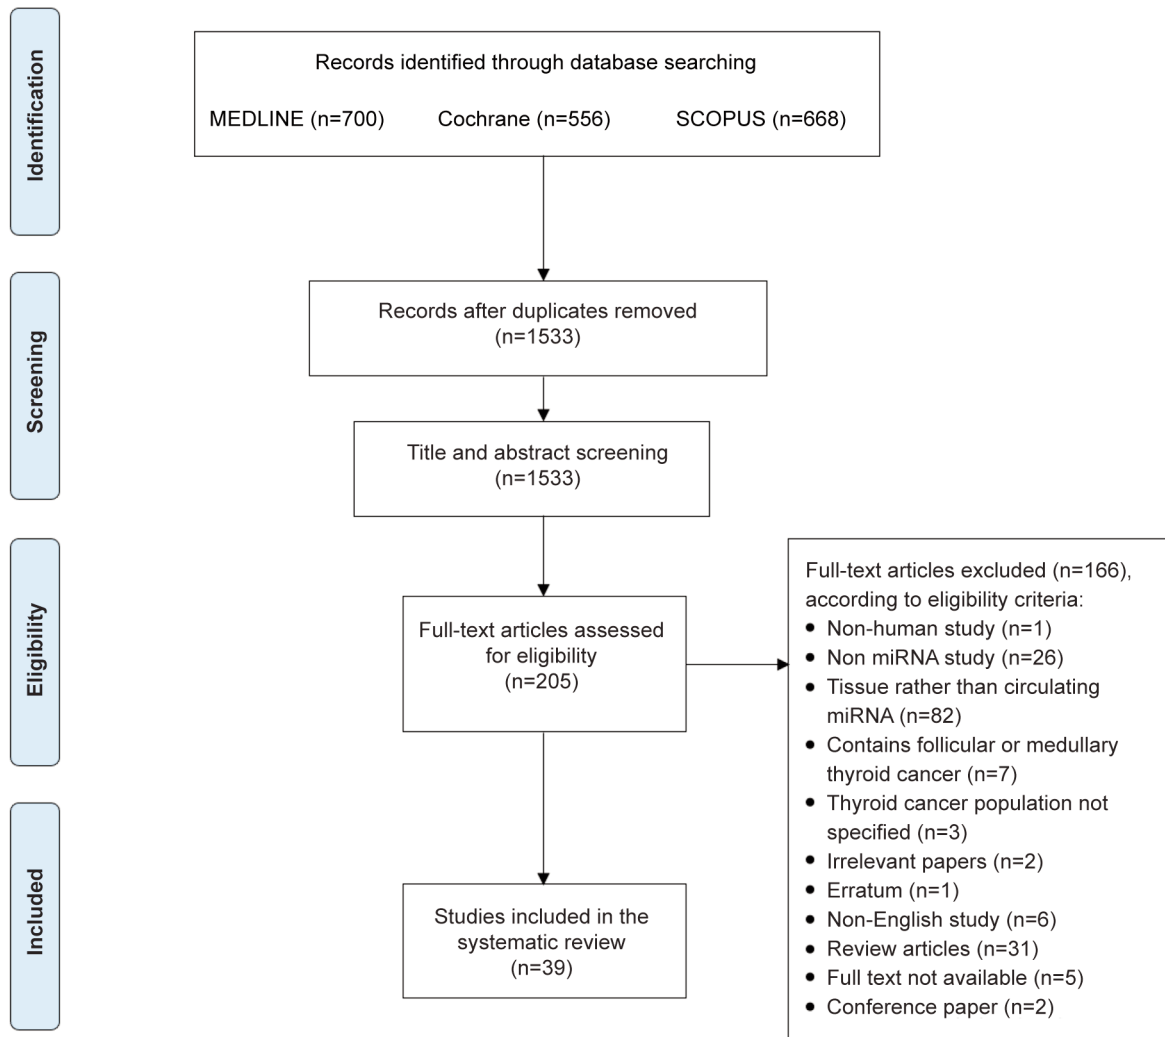 Identification
Records identified through database searching
MEDLINE (n=700) Cochrane (n=556) SCOPUS (n=668)
Screening
Records after duplicates removed
(n=1533)
Title and abstract screening
(n=1533)
Eligibility
Full-text articles assessed
for eligibility
(n=205)
Full-text articles excluded (n=166),
according to eligibility criteria:
● Non-human study (n=1)
● Non miRNA study (n=26)
● Tissue rather than circulating
miRNA (n=82)
● Contains follicular or medullary
thyroid cancer (n=7)
● Thyroid cancer population not
specified (n=3)
● Irrelevant papers (n=2)
● Erratum (n=1)
● Non-English study (n=6)
● Review articles (n=31)
● Full text not available (n=5)
● Conference paper (n=2)
Included
Studies included in the
systematic review
(n=39)